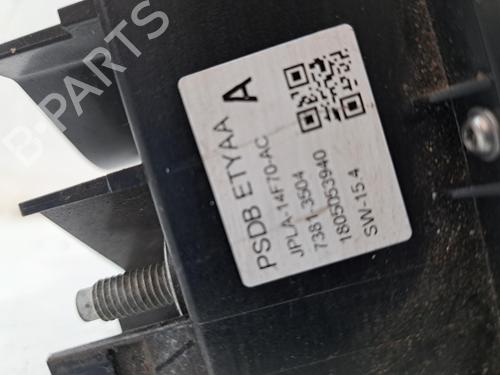 B-PARTS
PSDB ETYAA A
JPLA-14F70-AC
7381-3504
1805053940
SW-15.4